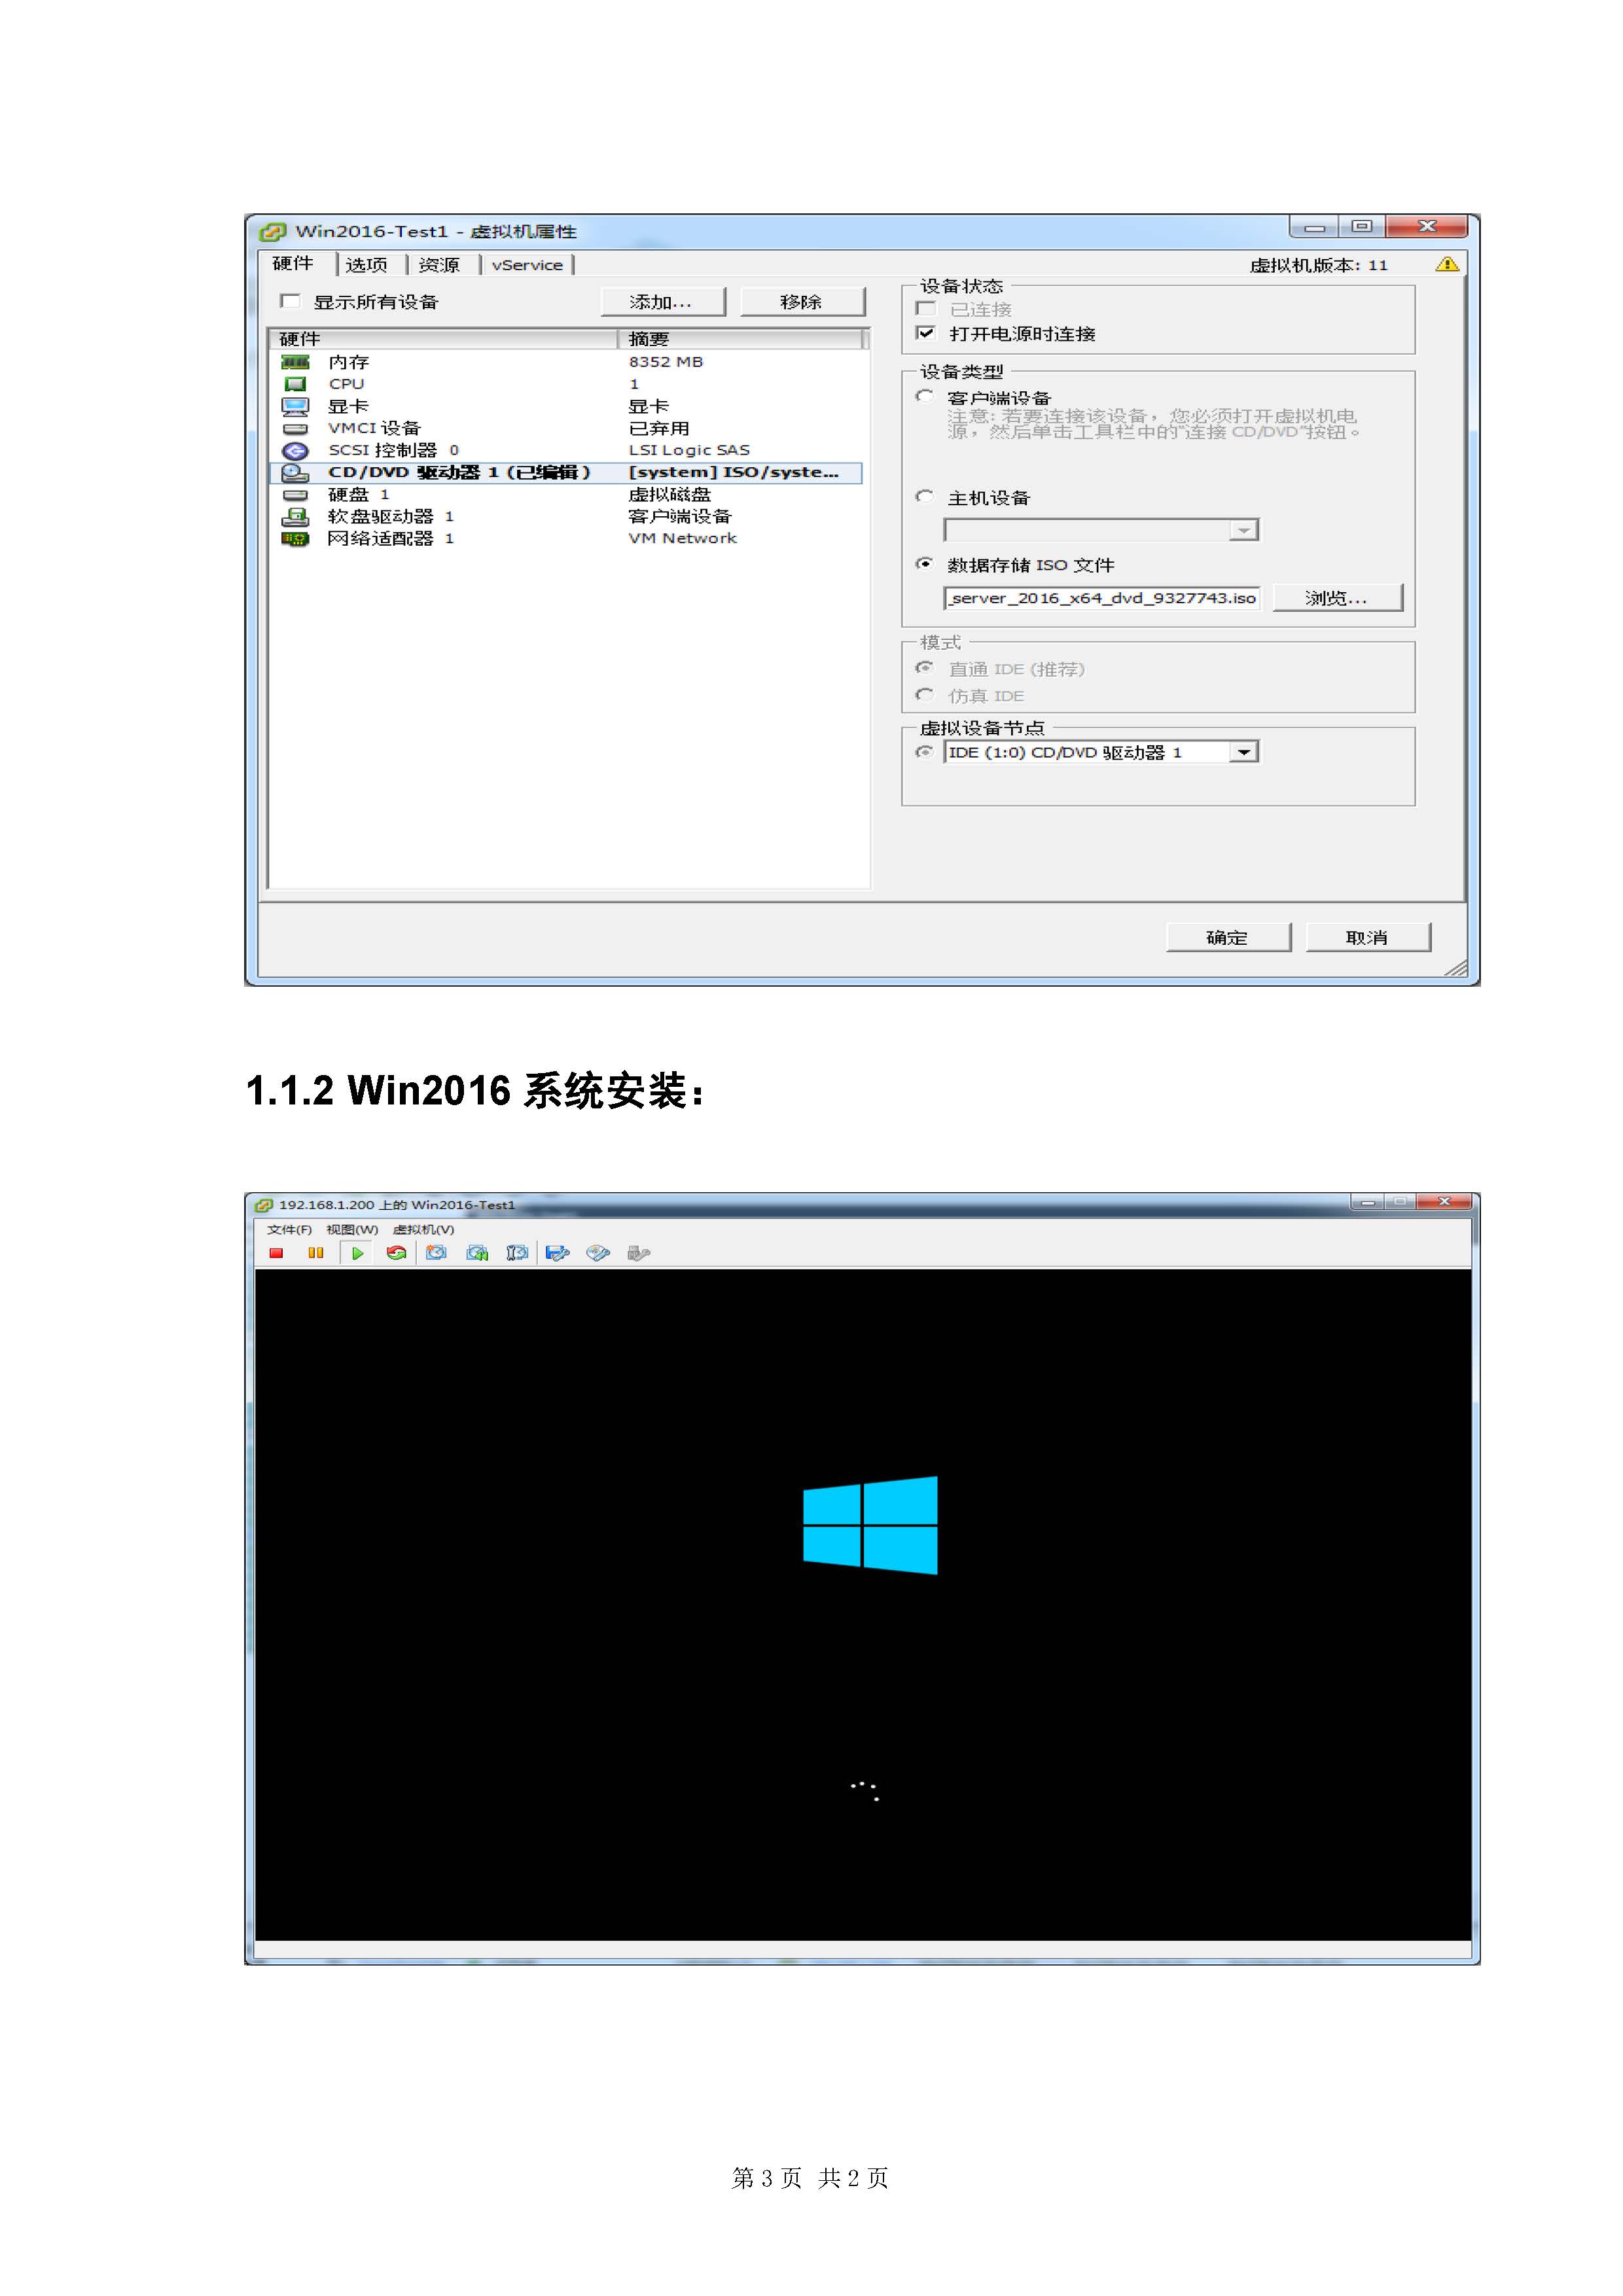 Win2016-Test1 - 虚拟机属性
硬件 选项 资源 vService 虚拟机版本: 11
显示所有设备 添加... 移除
硬件 摘要
内存 8352 MB
CPU 1
显卡 显卡
VMCI 设备 已弃用
SCSI 控制器 0 LSI Logic SAS
CD/DVD 驱动器 1 (已编辑) [system] ISO/syste...
硬盘 1 虚拟磁盘
软盘驱动器 1 客户端设备
网络适配器 1 VM Network
设备状态
已连接
打开电源时连接
设备类型
客户端设备
注意: 若要连接该设备，您必须打开虚拟机电
源，然后单击工具栏中的"连接 CD/DVD"按钮。
主机设备
数据存储 ISO 文件
_server_2016_x64_dvd_9327743.iso 浏览...
模式
直通 IDE (推荐)
仿真 IDE
虚拟设备节点
IDE (1:0) CD/DVD 驱动器 1
确定 取消
1.1.2 Win2016 系统安装：
192.168.1.200 上的 Win2016-Test1
文件(F) 视图(W) 虚拟机(V)
第 3 页 共 2 页